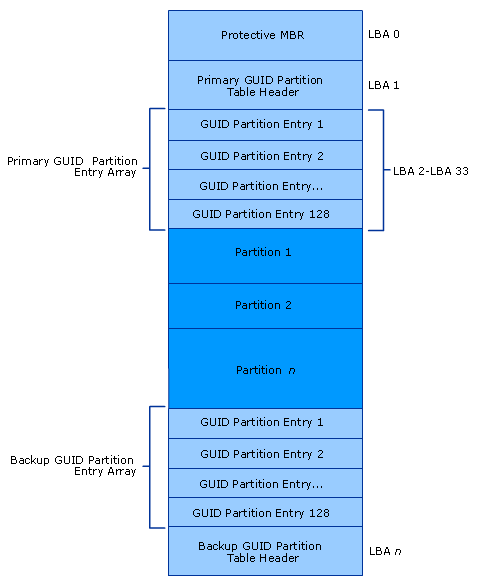 Protective MBR
LBA 0
Primary GUID Partition
Table Header
LBA 1
GUID Partition Entry 1
GUID Partition Entry 2
Primary GUID Partition
Entry Array
LBA 2-LBA 33
GUID Partition Entry...
GUID Partition Entry 128
Partition 1
Partition 2
Partition n
GUID Partition Entry 1
GUID Partition Entry 2
Backup GUID Partition
Entry Array
GUID Partition Entry...
GUID Partition Entry 128
Backup GUID Partition
Table Header
LBA n